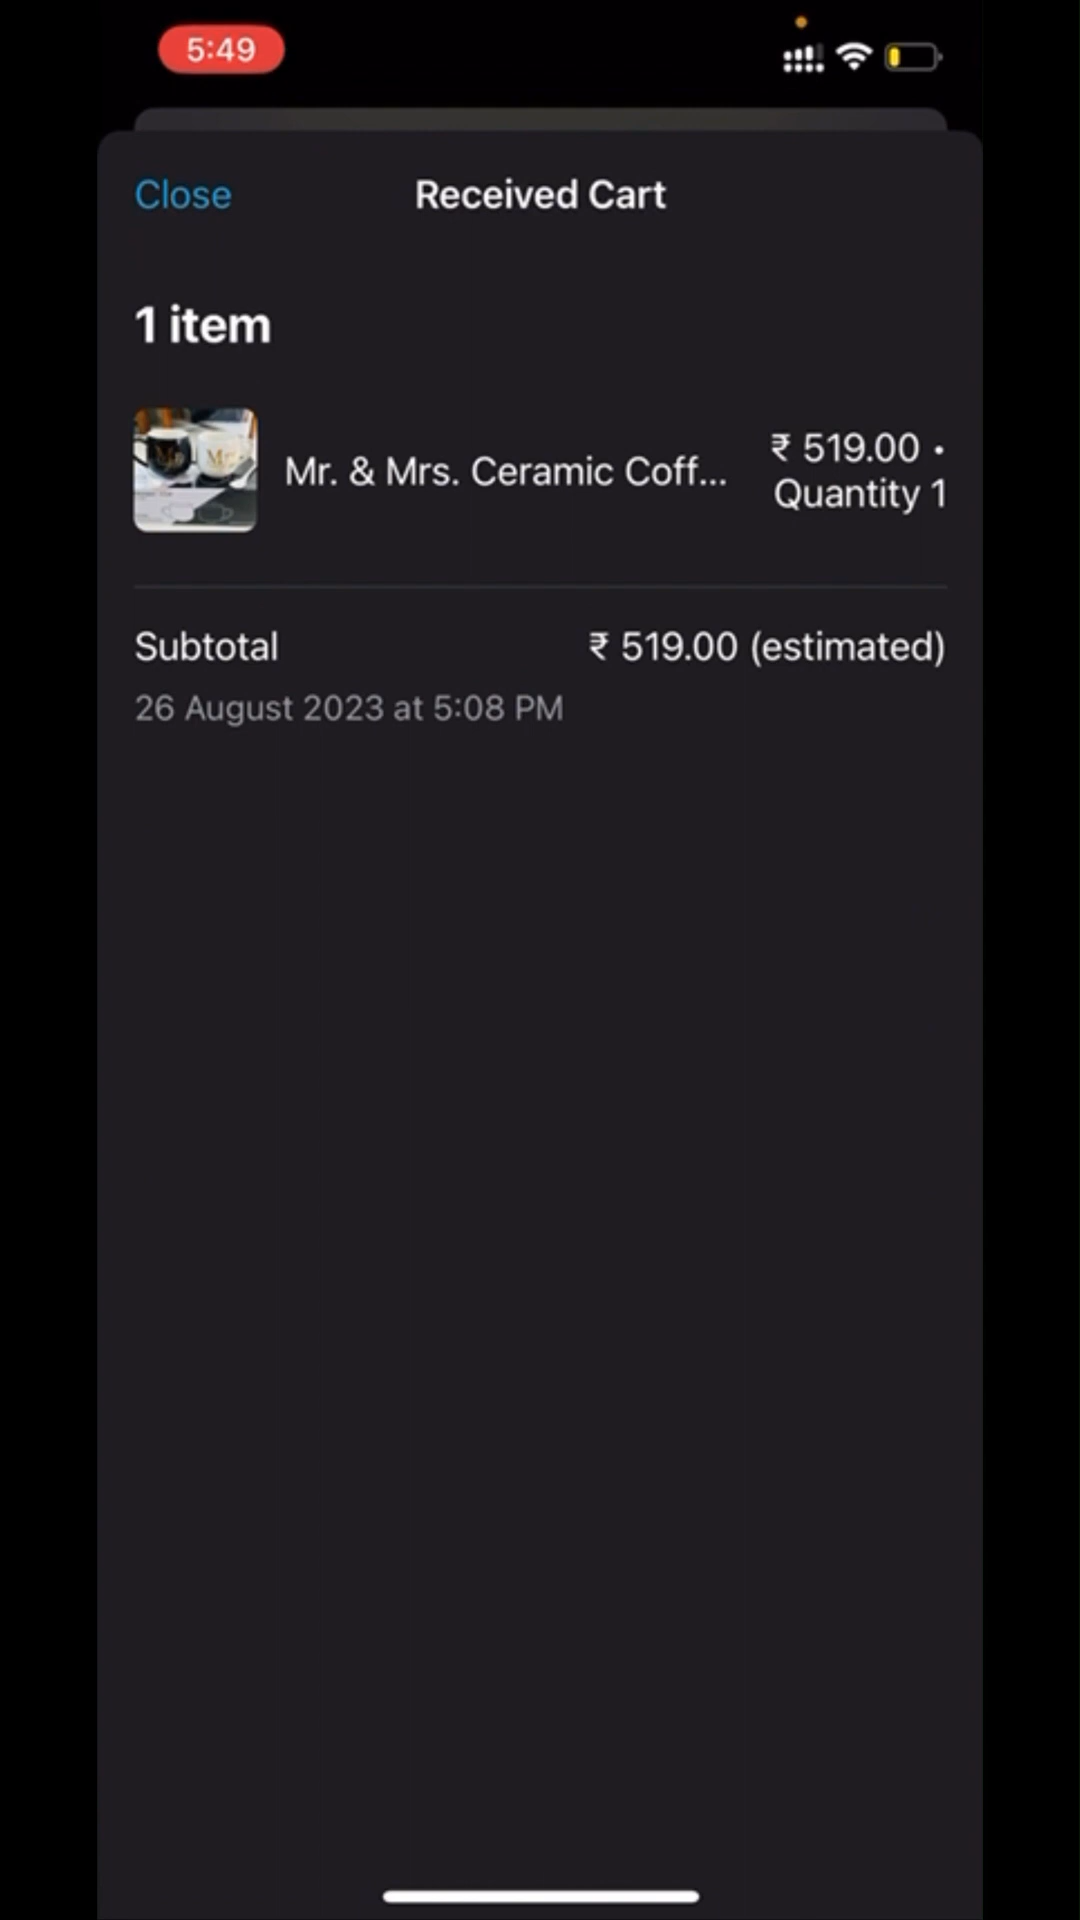 5:49
Close
Received Cart
1 item
Mr. & Mrs. Ceramic Coff...
₹ 519.00 •
Quantity 1
Subtotal
₹ 519.00 (estimated)
26 August 2023 at 5:08 PM